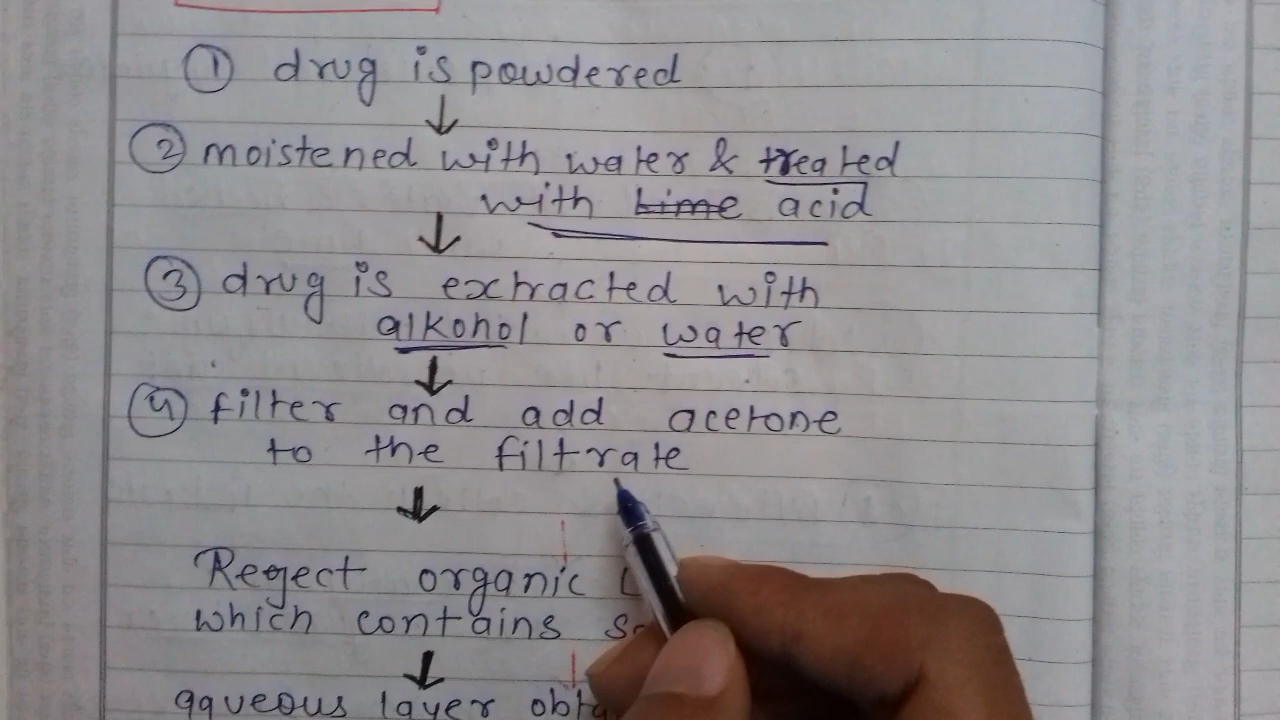 ① drug is powdered
↓
② moistened with water & treated
with lime acid
↓
③ drug is extracted with
alkohol or water
↓
④ filter and add acetone
to the filtrate
↓
Regect organic
which contains
↓
aqueous layer